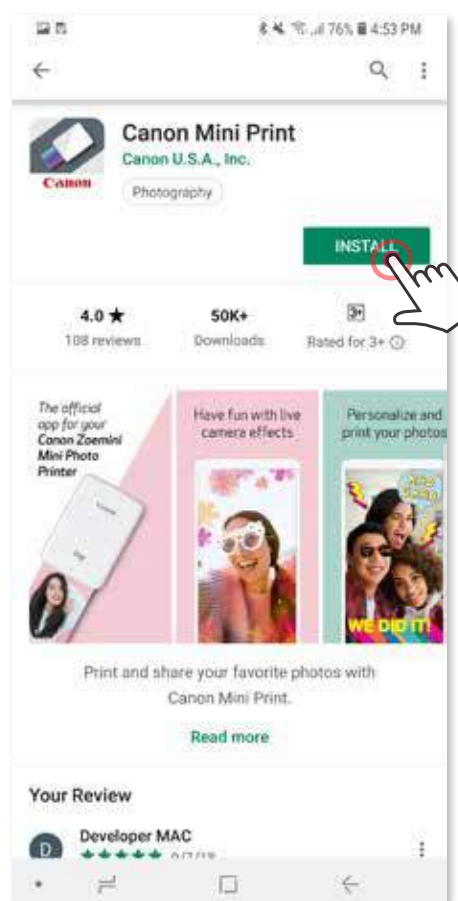 76% 4:53 PM
Canon Mini Print
Canon U.S.A., Inc.
Canon
Photography
INSTALL
4.0 ★
50K+
3+
108 reviews
Downloads
Rated for 3+
The official
app for your
Canon Zoemini
Mini Photo
Printer
Have fun with live
camera effects
Personalize and
print your photos
WE DID IT!
Print and share your favorite photos with
Canon Mini Print.
Read more
Your Review
D
Developer MAC